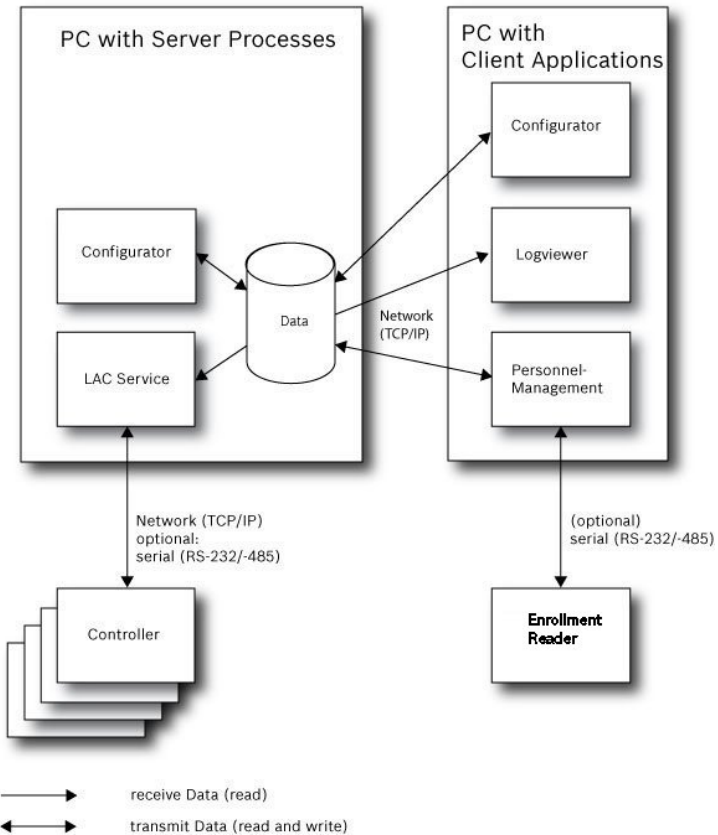 PC with Server Processes
PC with
Client Applications
Configurator
Configurator
Logviewer
Data
Network
(TCP/IP)
LAC Service
Personnel-
Management
Network (TCP/IP)
optional:
serial (RS-232/-485)
(optional)
serial (RS-232/-485)
Controller
Enrollment
Reader
receive Data (read)
transmit Data (read and write)